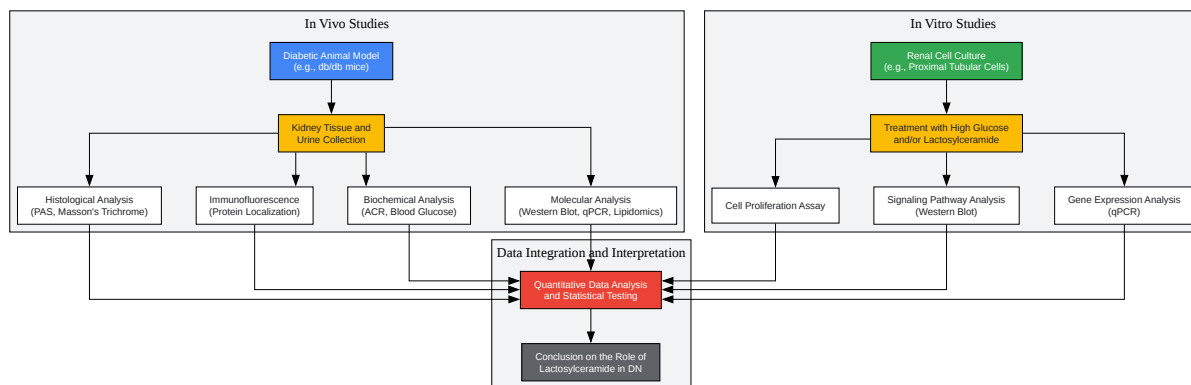 In Vivo Studies
Diabetic Animal Model
(e.g., db/db mice)
Kidney Tissue and
Urine Collection
Histological Analysis
(PAS, Masson's Trichrome)
Immunofluorescence
(Protein Localization)
Biochemical Analysis
(ACR, Blood Glucose)
Molecular Analysis
(Western Blot, qPCR, Lipidomics)
In Vitro Studies
Renal Cell Culture
(e.g., Proximal Tubular Cells)
Treatment with High Glucose
and/or Lactosylceramide
Cell Proliferation Assay
Signaling Pathway Analysis
(Western Blot)
Gene Expression Analysis
(qPCR)
Data Integration and Interpretation
Quantitative Data Analysis
and Statistical Testing
Conclusion on the Role of
Lactosylceramide in DN